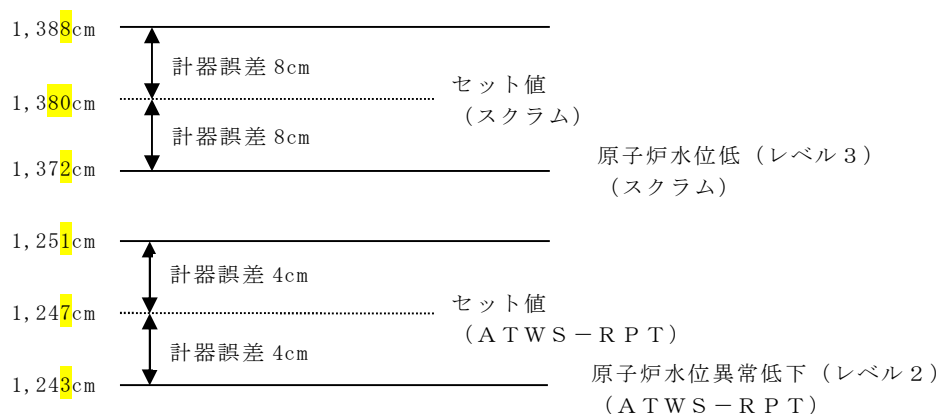 1,388cm
計器誤差 8cm
セット値
1,380cm
（スクラム）
計器誤差 8cm
原子炉水位低（レベル３）
1,372cm
（スクラム）
1,251cm
計器誤差 4cm
セット値
1,247cm
（ＡＴＷＳ－ＲＰＴ）
計器誤差 4cm
原子炉水位異常低下（レベル２）
1,243cm
（ＡＴＷＳ－ＲＰＴ）